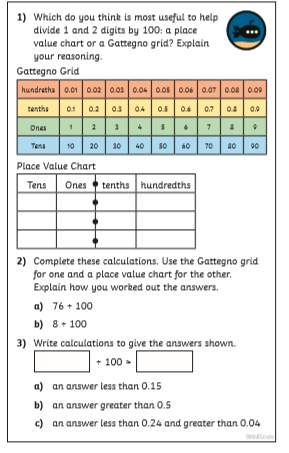 1) Which do you think is most useful to help
divide 1 and 2 digits by 100: a place
value chart or a Gattegno grid? Explain
your reasoning.
Gattegno Grid
hundreths 0.01 0.02 0.03 0.04 0.05 0.06 0.07 0.08 0.09
tenths 0.1 0.2 0.3 0.4 0.5 0.6 0.7 0.8 0.9
Ones 1 2 3 4 5 6 7 8 9
Tens 10 20 30 40 50 60 70 80 90
Place Value Chart
Tens Ones tenths hundredths
2) Complete these calculations. Use the Gattegno grid
for one and a place value chart for the other.
Explain how you worked out the answers.
a) 76 ÷ 100
b) 8 ÷ 100
3) Write calculations to give the answers shown.
÷ 100 =
a) an answer less than 0.15
b) an answer greater than 0.5
c) an answer less than 0.24 and greater than 0.04